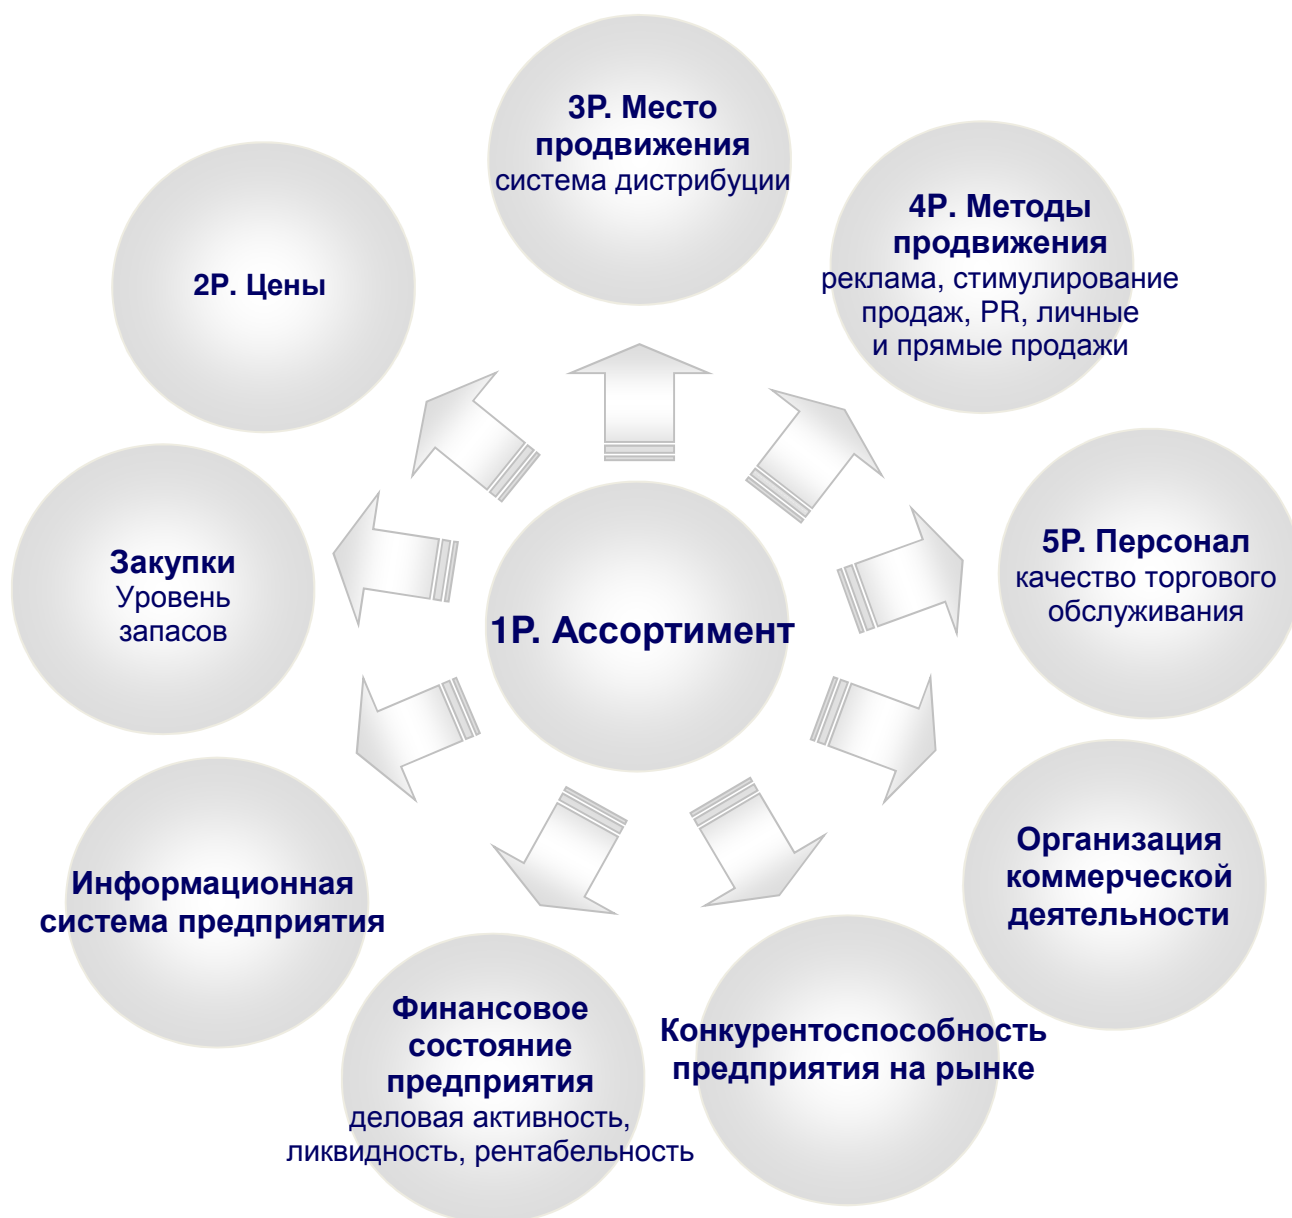 3P. Место
продвижения
система дистрибуции
4P. Методы
продвижения
реклама, стимулирование
продаж, PR, личные
и прямые продажи
2P. Цены
5P. Персонал
качество торгового
обслуживания
Закупки
Уровень
запасов
1P. Ассортимент
Организация
коммерческой
деятельности
Информационная
система предприятия
Финансовое
состояние
предприятия
деловая активность,
ликвидность, рентабельность
Конкурентоспособность
предприятия на рынке